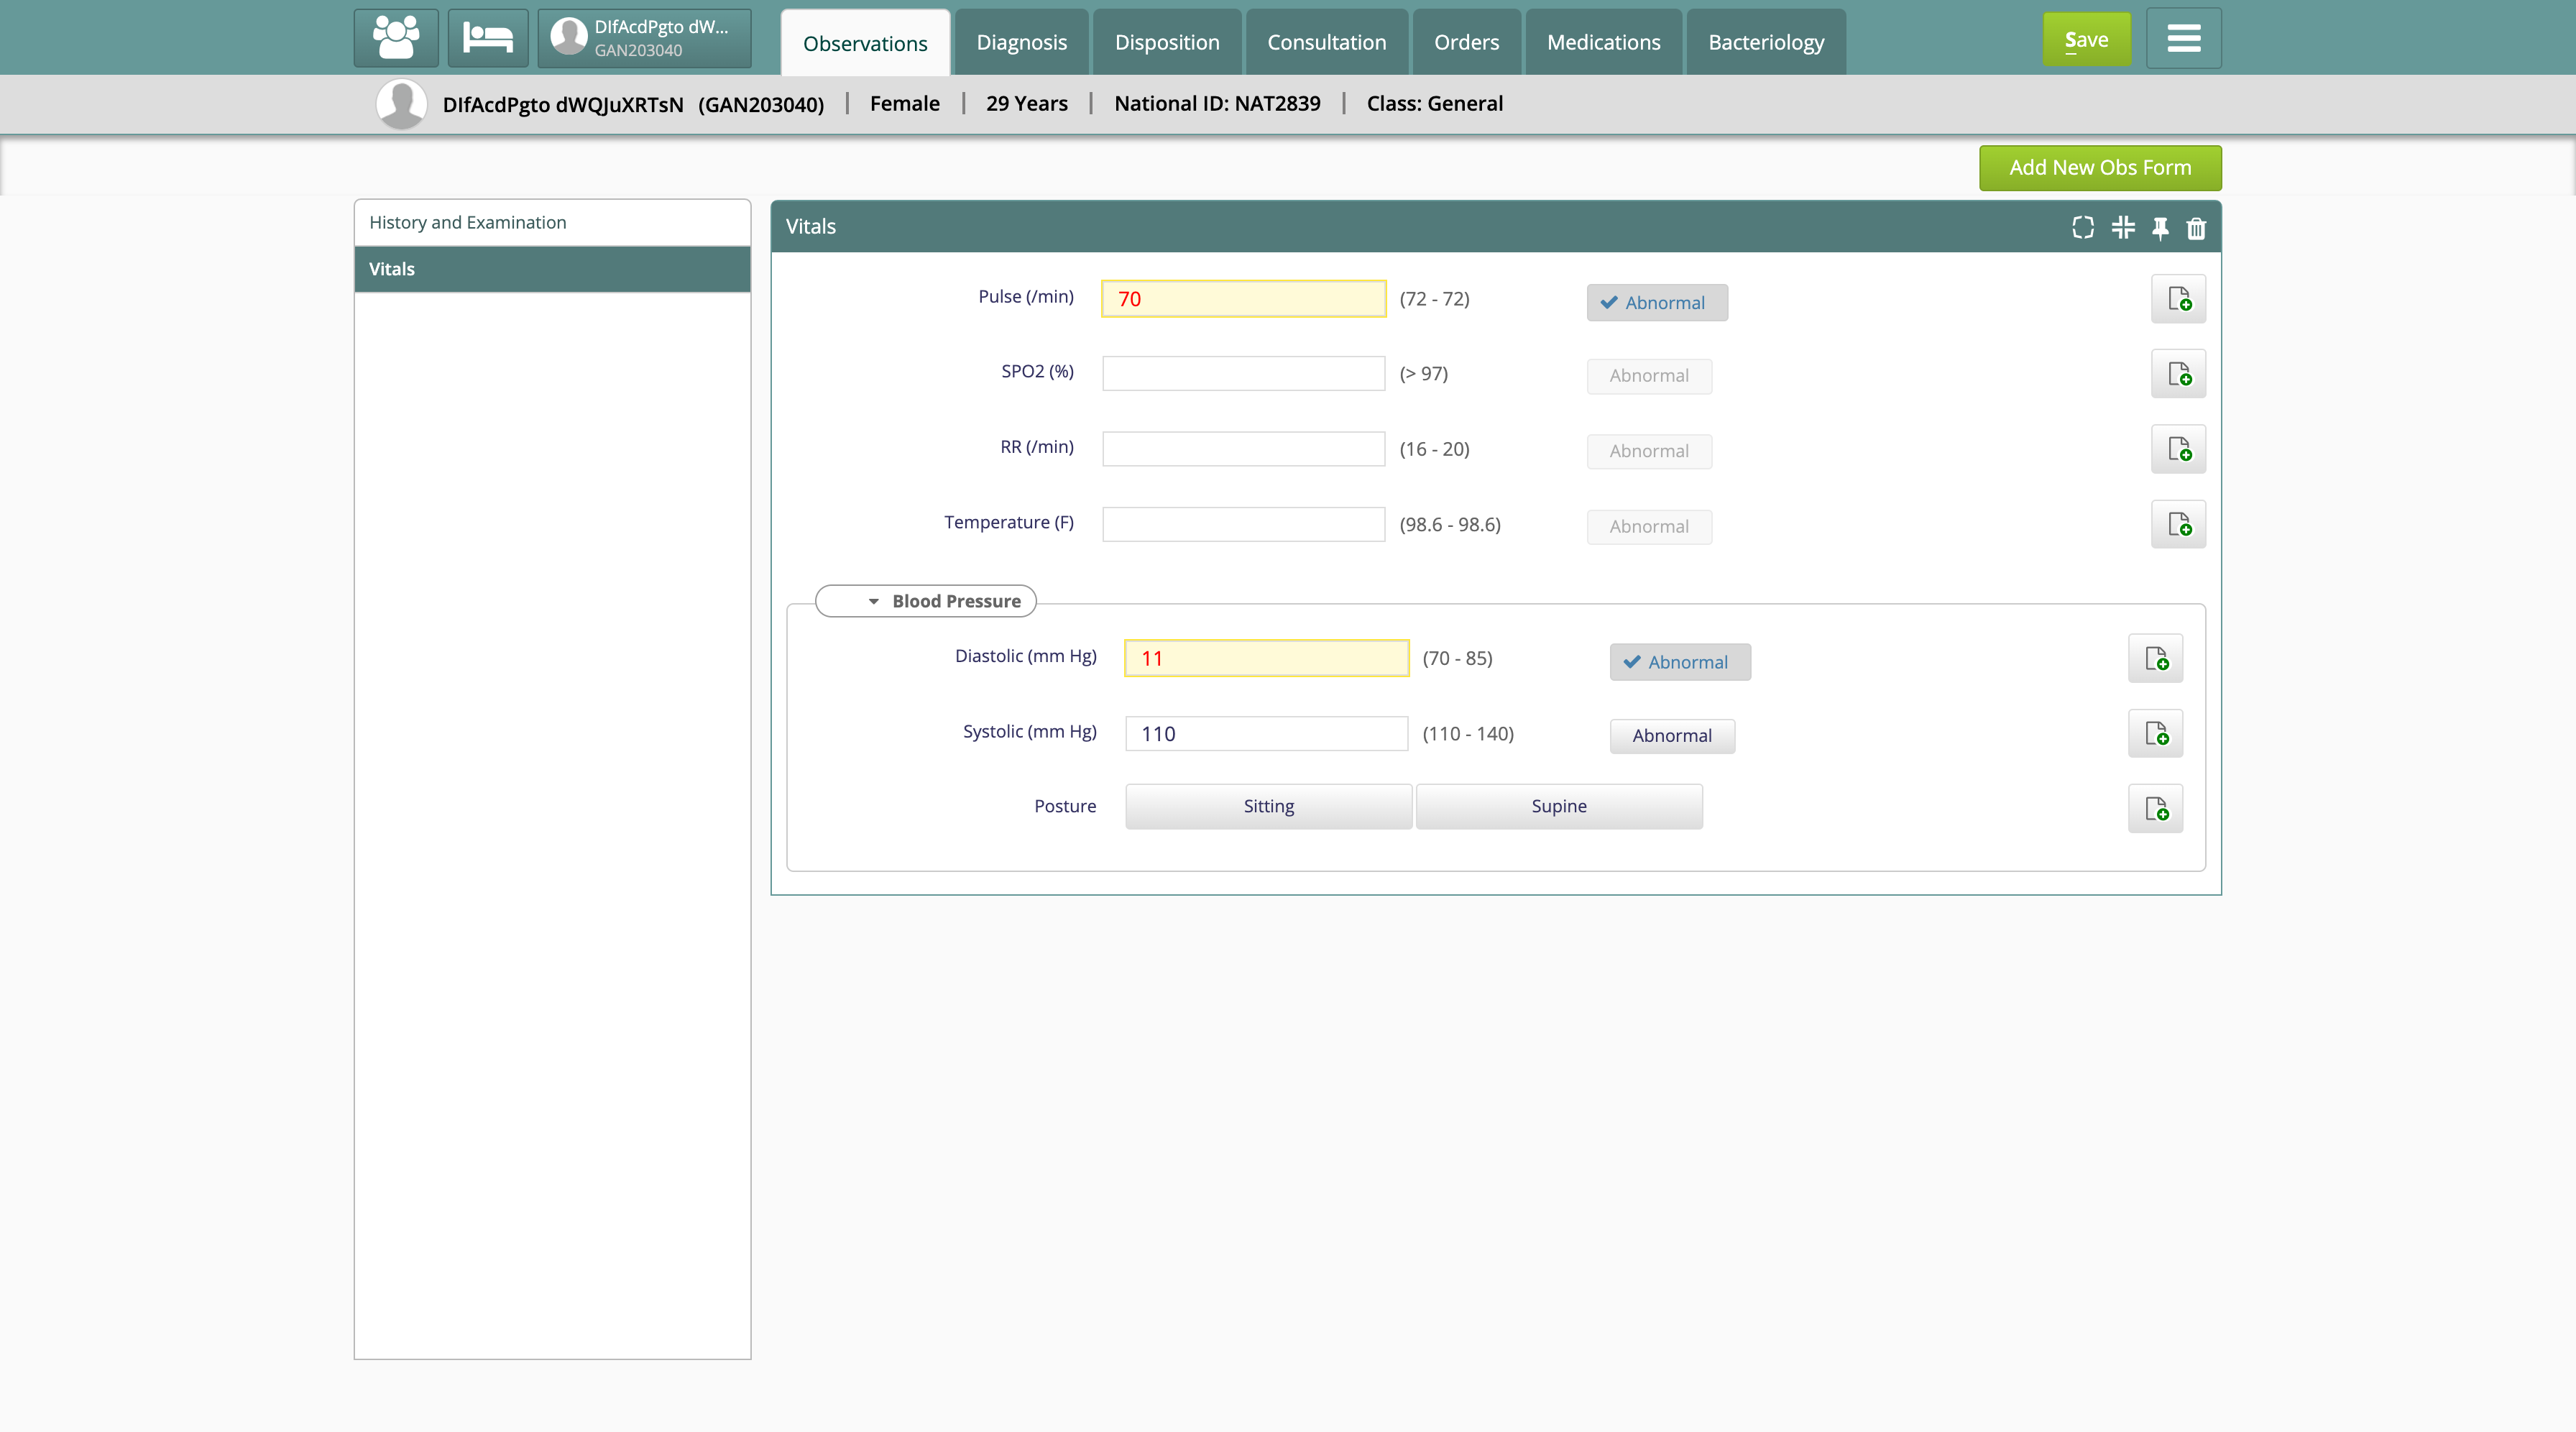 DIfAcdPgto dW...
GAN203040
Observations
Diagnosis
Disposition
Consultation
Orders
Medications
Bacteriology
Save
DIfAcdPgto dWQJuXRTsN (GAN203040) | Female | 29 Years | National ID: NAT2839 | Class: General
Add New Obs Form
History and Examination
Vitals
Vitals
Pulse (/min) 70 (72 - 72) Abnormal
SPO2 (%) (> 97) Abnormal
RR (/min) (16 - 20) Abnormal
Temperature (F) (98.6 - 98.6) Abnormal
Blood Pressure
Diastolic (mm Hg) 11 (70 - 85) Abnormal
Systolic (mm Hg) 110 (110 - 140) Abnormal
Posture Sitting Supine